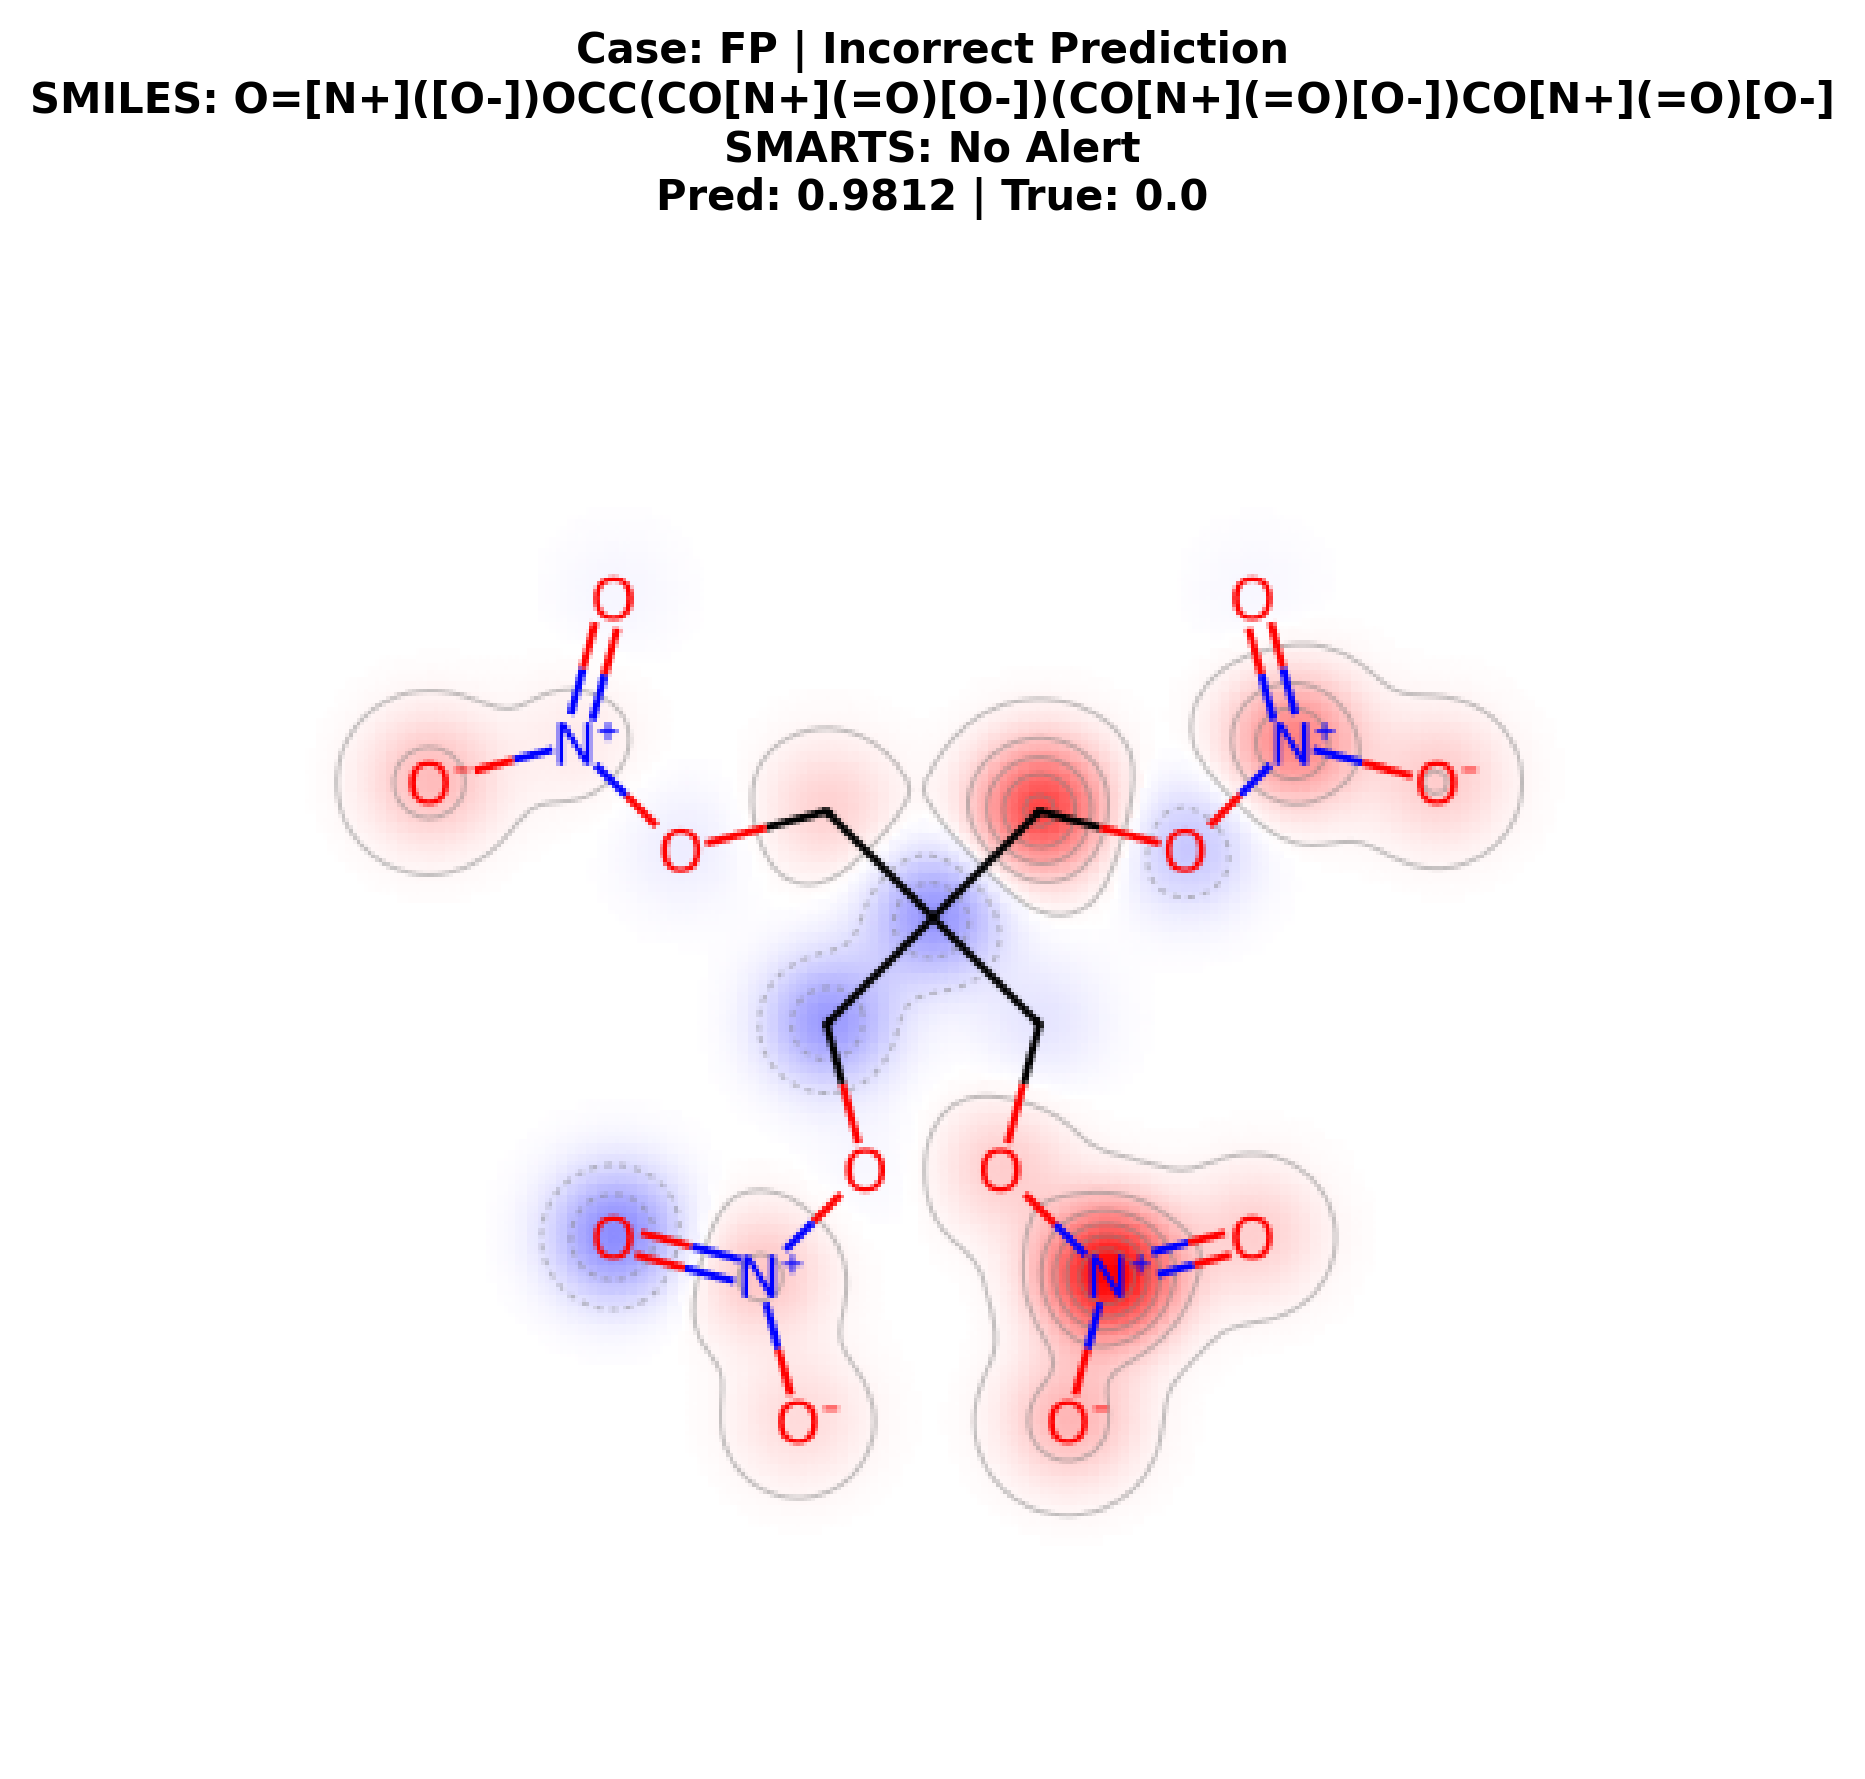 Case: FP | Incorrect Prediction
SMILES: O=[N+]([O-])OCC(CO[N+](=O)[O-])(CO[N+](=O)[O-])CO[N+](=O)[O-]
SMARTS: No Alert
Pred: 0.9812 | True: 0.0
O O
N+ N+
O- O-
O O
O O
O O
N+ N+
O- O-